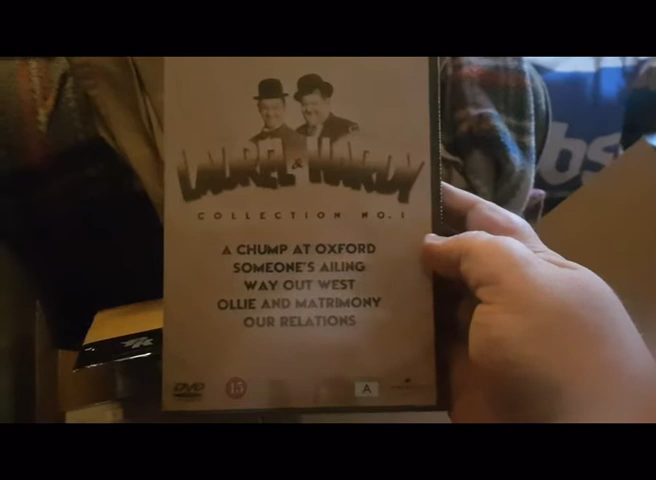 LAUREL & HARDY
COLLECTION NO. 1
A CHUMP AT OXFORD
SOMEONE'S AILING
WAY OUT WEST
OLLIE AND MATRIMONY
OUR RELATIONS
DVD
15
A
bs